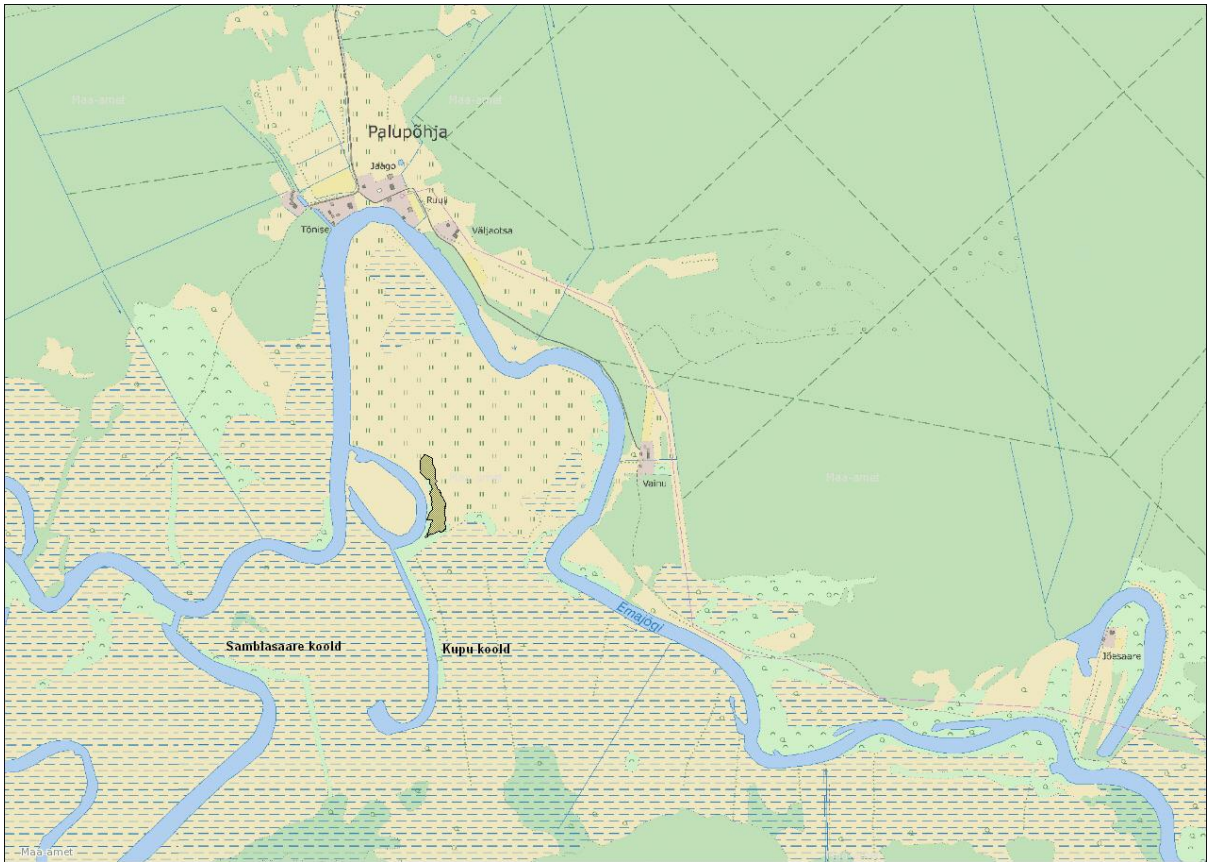 Maa-amet
Maa-amet
Palupõhja
Jaago
Ruuli
Tõnise
Väljaotsa
Maa-amet
Vainu
Emajõgi
Samblasaare koold
Kupu koold
Jõesaare
Maa-amet